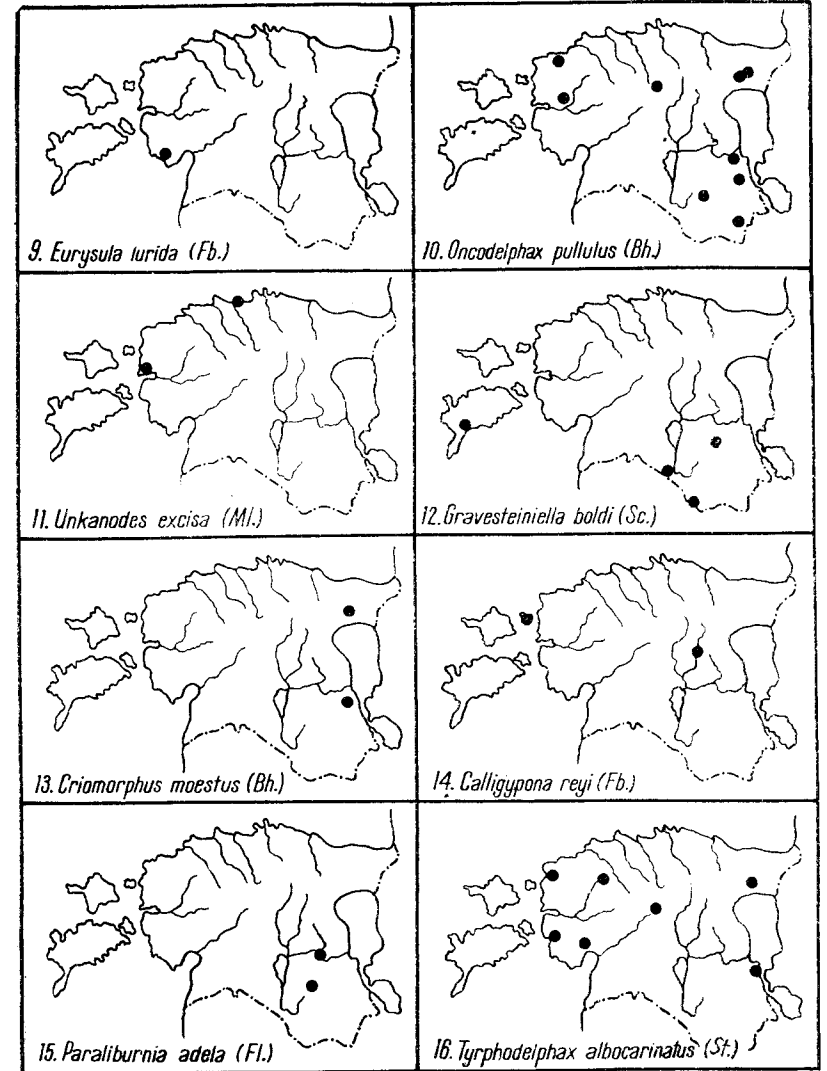 9. Eurysula lurida (Fb.)
10. Oncodelphax pullulus (Bh.)
11. Unkanodes excisa (Ml.)
12. Gravesteiniella boldi (Sc.)
13. Criomorphus moestus (Bh.)
14. Calligypona reyi (Fb.)
15. Paraliburnia adela (Fl.)
16. Tyrphodelphax albocarinatus (St.)